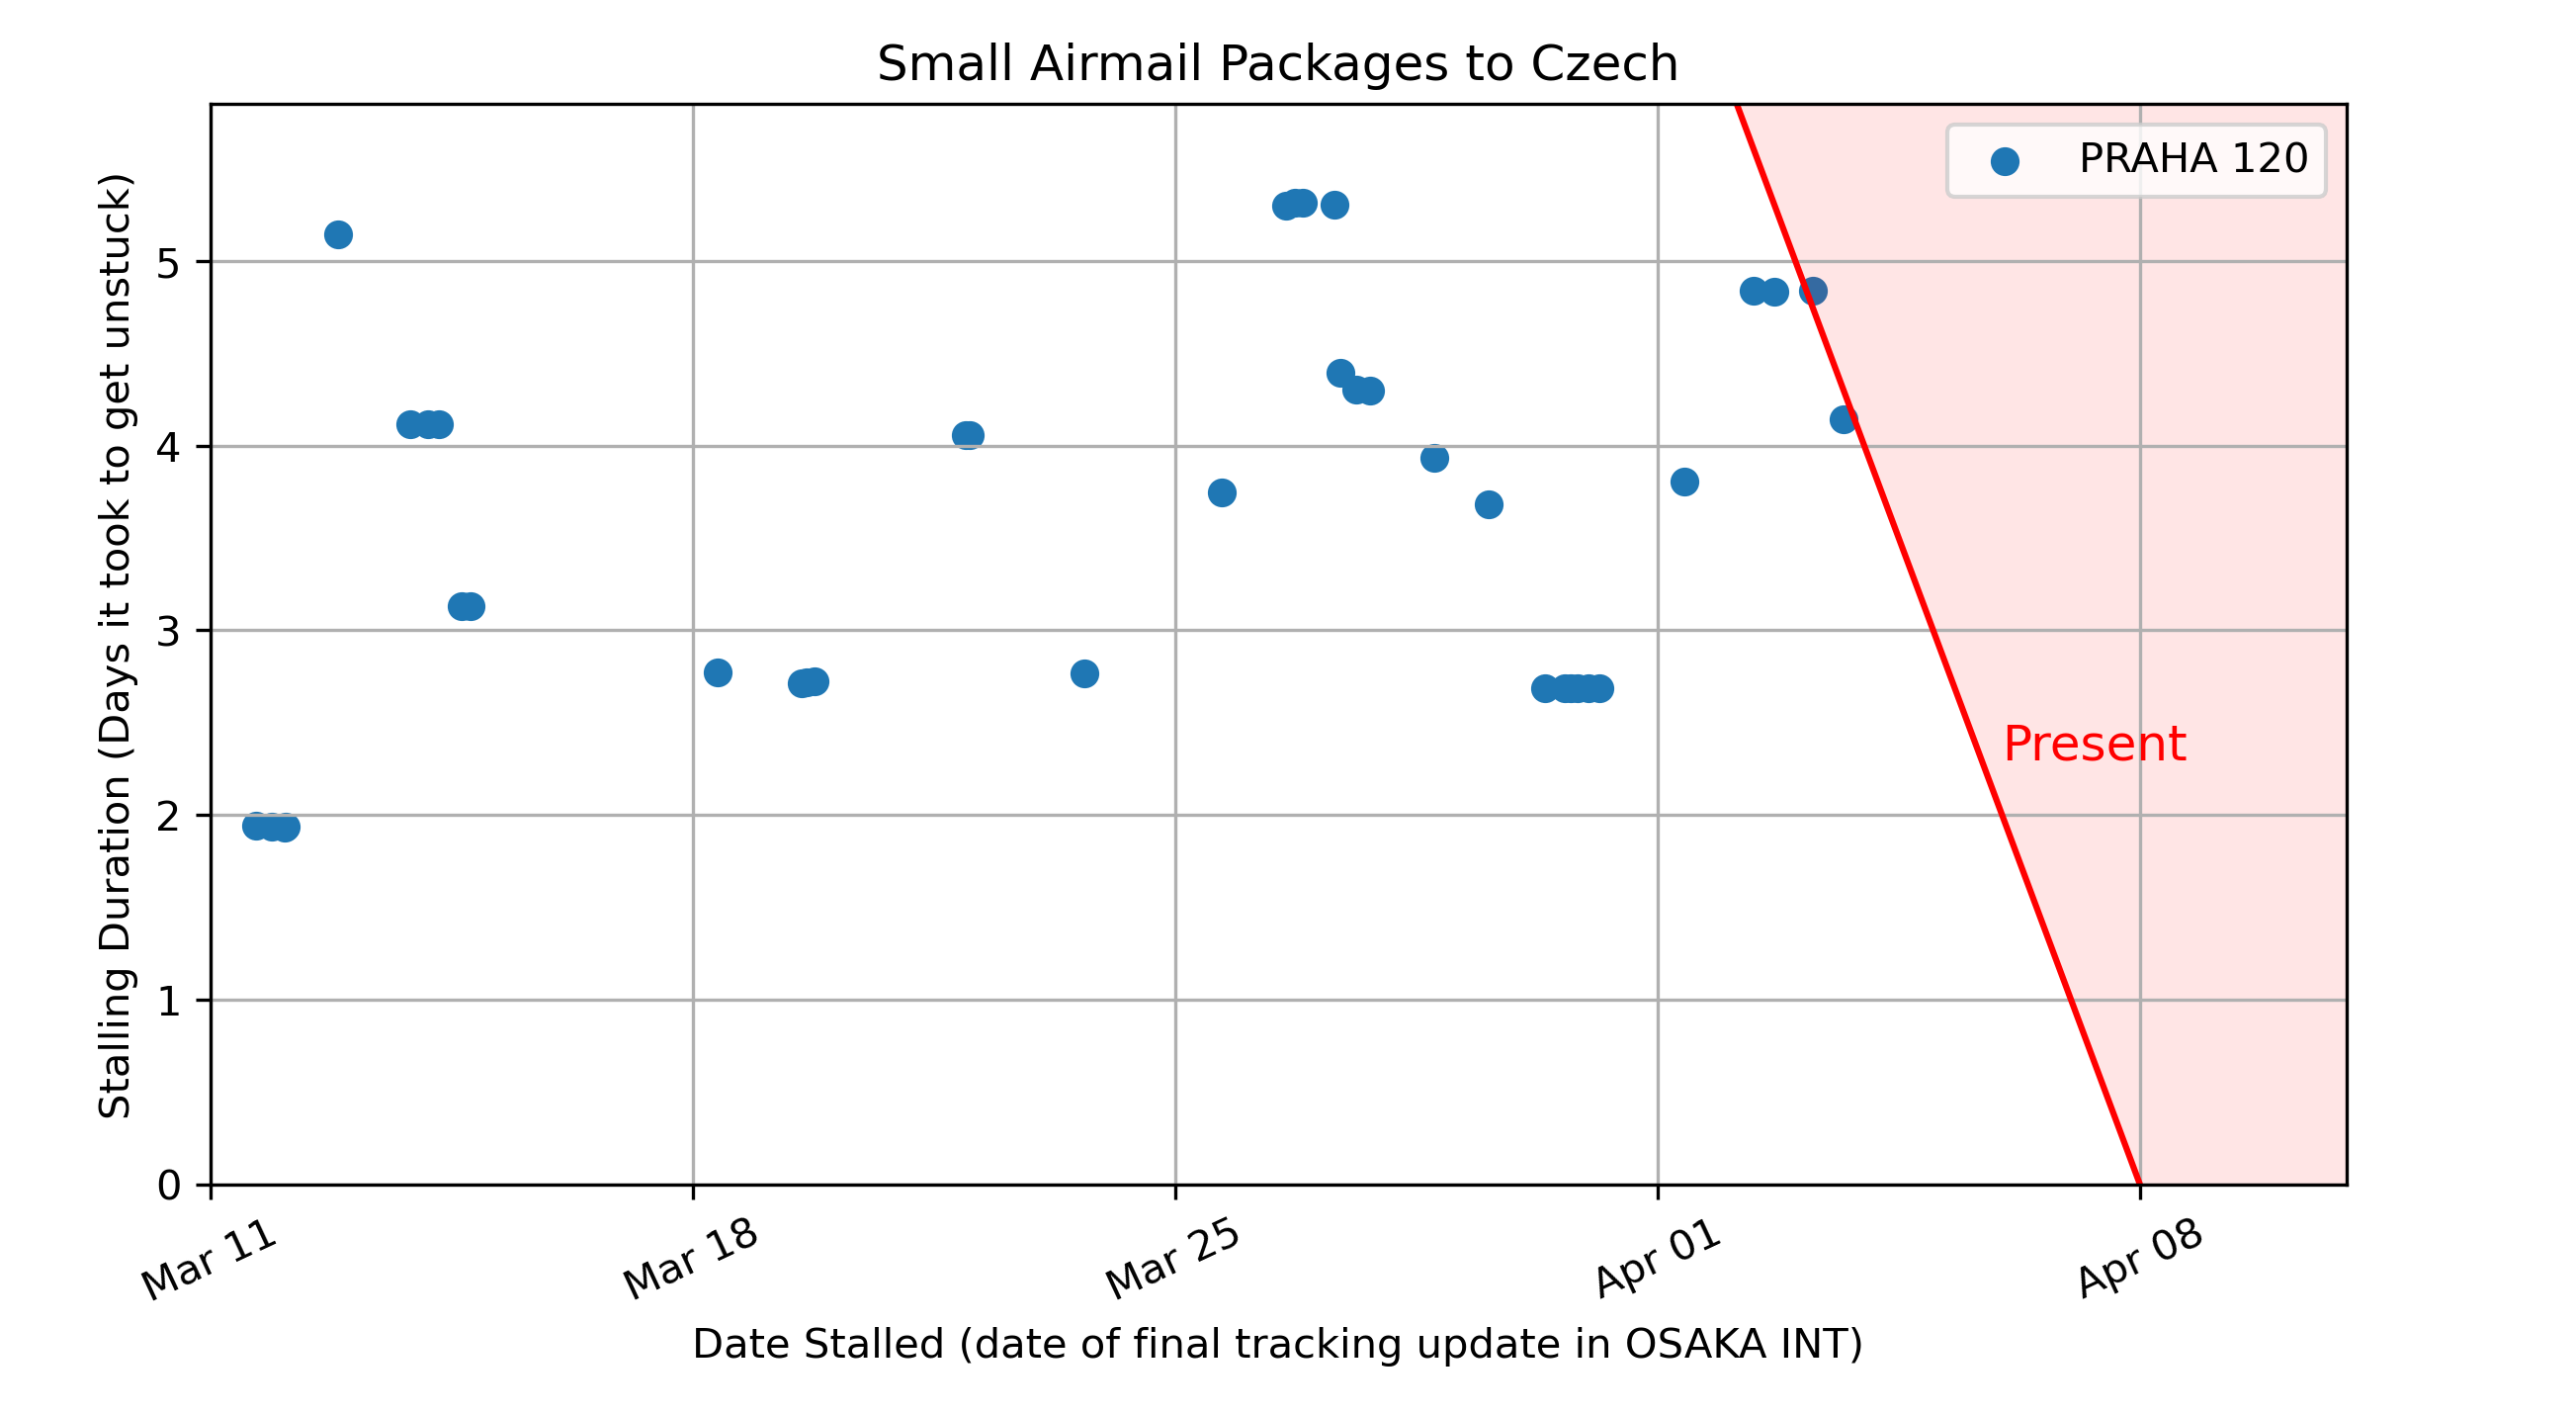 Small Airmail Packages to Czech
PRAHA 120
Stalling Duration (Days it took to get unstuck)
5
4
3
2
1
0
Present
Mar 11
Mar 18
Mar 25
Apr 01
Apr 08
Date Stalled (date of final tracking update in OSAKA INT)